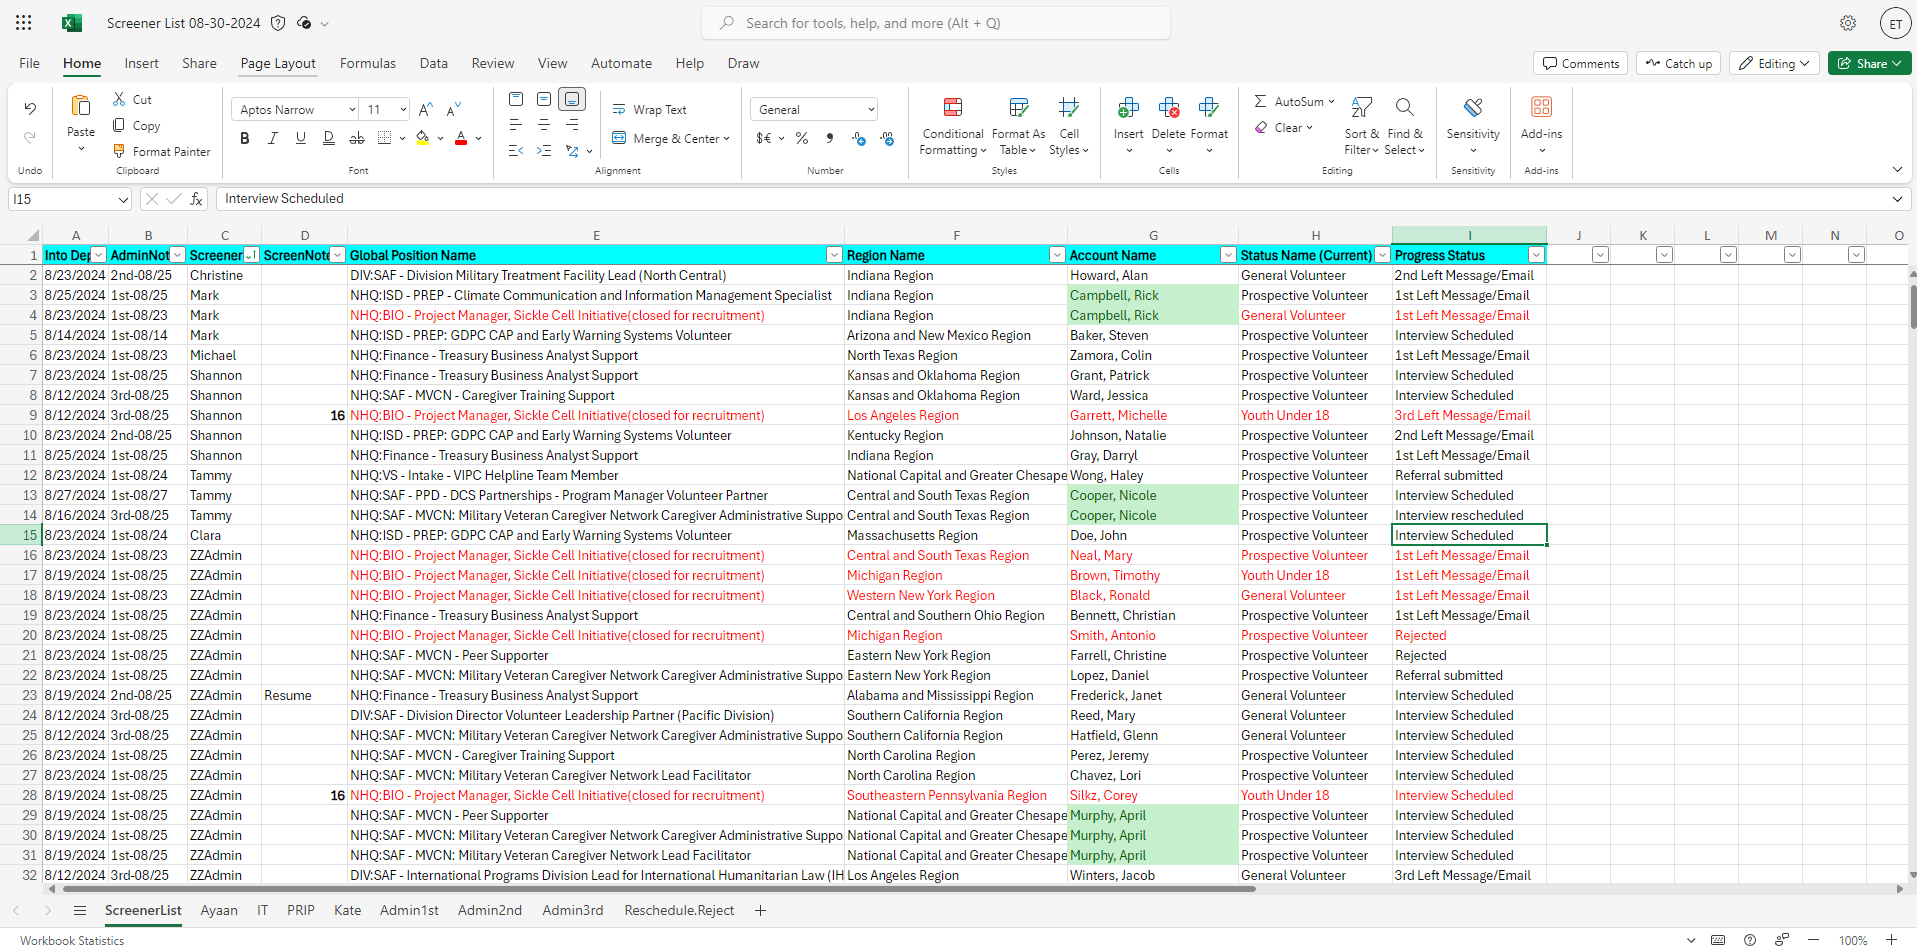 Screener List 08-30-2024
Search for tools, help, and more (Alt + Q)
ET
File Home Insert Share Page Layout Formulas Data Review View Automate Help Draw
Comments Catch up Editing Share
Paste Cut Copy Format Painter
Aptos Narrow 11
B I U D ab A
Wrap Text
Merge & Center
General
$€ % 9
Conditional Formatting Format As Table Cell Styles
Insert Delete Format
AutoSum Clear
Sort & Filter Find & Select
Sensitivity Add-ins
Undo Clipboard Font Alignment Number Styles Cells Editing Sensitivity Add-ins
I15 fx Interview Scheduled
A B C D E F G H I J K L M N O
1 Into Dep AdminNot Screener ScreenNote Global Position Name Region Name Account Name Status Name (Current) Progress Status
2 8/23/2024 2nd-08/25 Christine DIV:SAF - Division Military Treatment Facility Lead (North Central) Indiana Region Howard, Alan General Volunteer 2nd Left Message/Email
3 8/25/2024 1st-08/25 Mark NHQ:ISD - PREP - Climate Communication and Information Management Specialist Indiana Region Campbell, Rick Prospective Volunteer 1st Left Message/Email
4 8/23/2024 1st-08/23 Mark NHQ:BIO - Project Manager, Sickle Cell Initiative(closed for recruitment) Indiana Region Campbell, Rick General Volunteer 1st Left Message/Email
5 8/14/2024 1st-08/14 Mark NHQ:ISD - PREP: GDPC CAP and Early Warning Systems Volunteer Arizona and New Mexico Region Baker, Steven Prospective Volunteer Interview Scheduled
6 8/23/2024 1st-08/23 Michael NHQ:Finance - Treasury Business Analyst Support North Texas Region Zamora, Colin Prospective Volunteer 1st Left Message/Email
7 8/23/2024 1st-08/25 Shannon NHQ:Finance - Treasury Business Analyst Support Kansas and Oklahoma Region Grant, Patrick Prospective Volunteer Interview Scheduled
8 8/12/2024 3rd-08/25 Shannon NHQ:SAF - MVCN - Caregiver Training Support Kansas and Oklahoma Region Ward, Jessica Prospective Volunteer Interview Scheduled
9 8/12/2024 3rd-08/25 Shannon 16 NHQ:BIO - Project Manager, Sickle Cell Initiative(closed for recruitment) Los Angeles Region Garrett, Michelle Youth Under 18 3rd Left Message/Email
10 8/23/2024 2nd-08/25 Shannon NHQ:ISD - PREP: GDPC CAP and Early Warning Systems Volunteer Kentucky Region Johnson, Natalie Prospective Volunteer 2nd Left Message/Email
11 8/25/2024 1st-08/25 Shannon NHQ:Finance - Treasury Business Analyst Support Indiana Region Gray, Darryl Prospective Volunteer 1st Left Message/Email
12 8/23/2024 1st-08/24 Tammy NHQ:VS - Intake - VIPC Helpline Team Member National Capital and Greater Chesape Wong, Haley Prospective Volunteer Referral submitted
13 8/27/2024 1st-08/27 Tammy NHQ:SAF - PPD - DCS Partnerships - Program Manager Volunteer Partner Central and South Texas Region Cooper, Nicole Prospective Volunteer Interview Scheduled
14 8/16/2024 3rd-08/25 Tammy NHQ:SAF - MVCN: Military Veteran Caregiver Network Caregiver Administrative Suppo Central and South Texas Region Cooper, Nicole Prospective Volunteer Interview rescheduled
15 8/23/2024 1st-08/24 Clara NHQ:ISD - PREP: GDPC CAP and Early Warning Systems Volunteer Massachusetts Region Doe, John Prospective Volunteer Interview Scheduled
16 8/23/2024 1st-08/23 ZZAdmin NHQ:BIO - Project Manager, Sickle Cell Initiative(closed for recruitment) Central and South Texas Region Neal, Mary Prospective Volunteer 1st Left Message/Email
17 8/19/2024 1st-08/25 ZZAdmin NHQ:BIO - Project Manager, Sickle Cell Initiative(closed for recruitment) Michigan Region Brown, Timothy Youth Under 18 1st Left Message/Email
18 8/19/2024 1st-08/23 ZZAdmin NHQ:BIO - Project Manager, Sickle Cell Initiative(closed for recruitment) Western New York Region Black, Ronald General Volunteer 1st Left Message/Email
19 8/23/2024 1st-08/25 ZZAdmin NHQ:Finance - Treasury Business Analyst Support Central and Southern Ohio Region Bennett, Christian Prospective Volunteer 1st Left Message/Email
20 8/23/2024 1st-08/25 ZZAdmin NHQ:BIO - Project Manager, Sickle Cell Initiative(closed for recruitment) Michigan Region Smith, Antonio Prospective Volunteer Rejected
21 8/23/2024 1st-08/25 ZZAdmin NHQ:SAF - MVCN - Peer Supporter Eastern New York Region Farrell, Christine Prospective Volunteer Rejected
22 8/23/2024 1st-08/25 ZZAdmin NHQ:SAF - MVCN: Military Veteran Caregiver Network Caregiver Administrative Suppo Eastern New York Region Lopez, Daniel Prospective Volunteer Referral submitted
23 8/19/2024 2nd-08/25 ZZAdmin Resume NHQ:Finance - Treasury Business Analyst Support Alabama and Mississippi Region Frederick, Janet General Volunteer Interview Scheduled
24 8/12/2024 3rd-08/25 ZZAdmin DIV:SAF - Division Director Volunteer Leadership Partner (Pacific Division) Southern California Region Reed, Mary General Volunteer Interview Scheduled
25 8/12/2024 3rd-08/25 ZZAdmin NHQ:SAF - MVCN: Military Veteran Caregiver Network Caregiver Administrative Suppo Southern California Region Hatfield, Glenn General Volunteer Interview Scheduled
26 8/23/2024 1st-08/25 ZZAdmin NHQ:SAF - MVCN - Caregiver Training Support North Carolina Region Perez, Jeremy Prospective Volunteer Interview Scheduled
27 8/23/2024 1st-08/25 ZZAdmin NHQ:SAF - MVCN: Military Veteran Caregiver Network Lead Facilitator North Carolina Region Chavez, Lori Prospective Volunteer Interview Scheduled
28 8/19/2024 1st-08/25 ZZAdmin 16 NHQ:BIO - Project Manager, Sickle Cell Initiative(closed for recruitment) Southeastern Pennsylvania Region Silkz, Corey Youth Under 18 Interview Scheduled
29 8/19/2024 1st-08/25 ZZAdmin NHQ:SAF - MVCN - Peer Supporter National Capital and Greater Chesape Murphy, April Prospective Volunteer Interview Scheduled
30 8/19/2024 1st-08/25 ZZAdmin NHQ:SAF - MVCN: Military Veteran Caregiver Network Caregiver Administrative Suppo National Capital and Greater Chesape Murphy, April Prospective Volunteer Interview Scheduled
31 8/19/2024 1st-08/25 ZZAdmin NHQ:SAF - MVCN: Military Veteran Caregiver Network Lead Facilitator National Capital and Greater Chesape Murphy, April Prospective Volunteer Interview Scheduled
32 8/12/2024 3rd-08/25 ZZAdmin DIV:SAF - International Programs Division Lead for International Humanitarian Law (IH Los Angeles Region Winters, Jacob General Volunteer 3rd Left Message/Email
ScreenerList Ayaan IT PRIP Kate Admin1st Admin2nd Admin3rd Reschedule.Reject
Workbook Statistics 100%